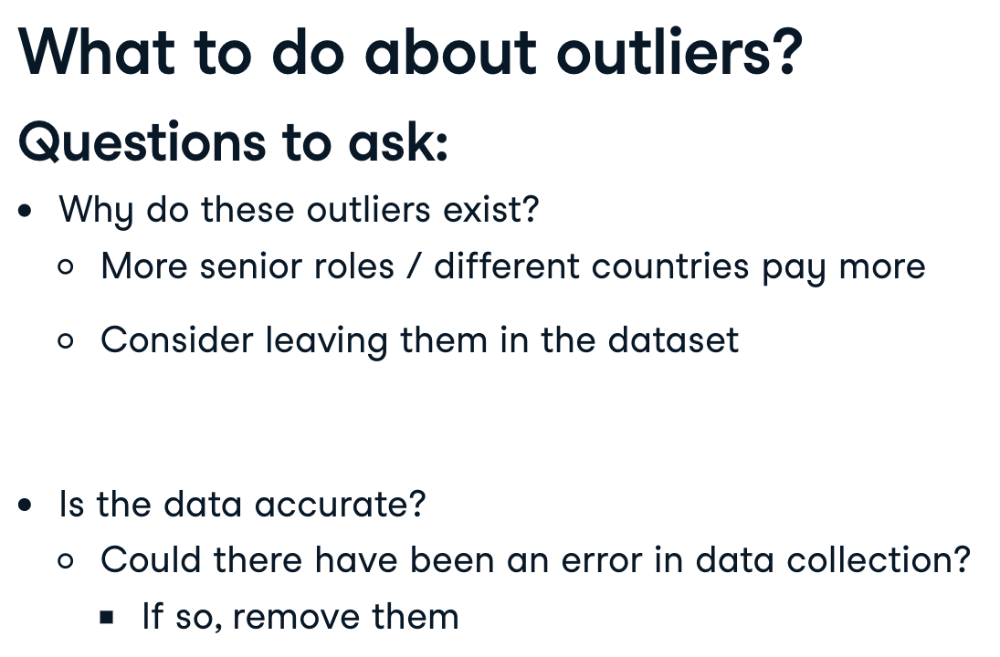 What to do about outliers?
Questions to ask:
• Why do these outliers exist?
◦ More senior roles / different countries pay more
◦ Consider leaving them in the dataset
• Is the data accurate?
◦ Could there have been an error in data collection?
▪ If so, remove them